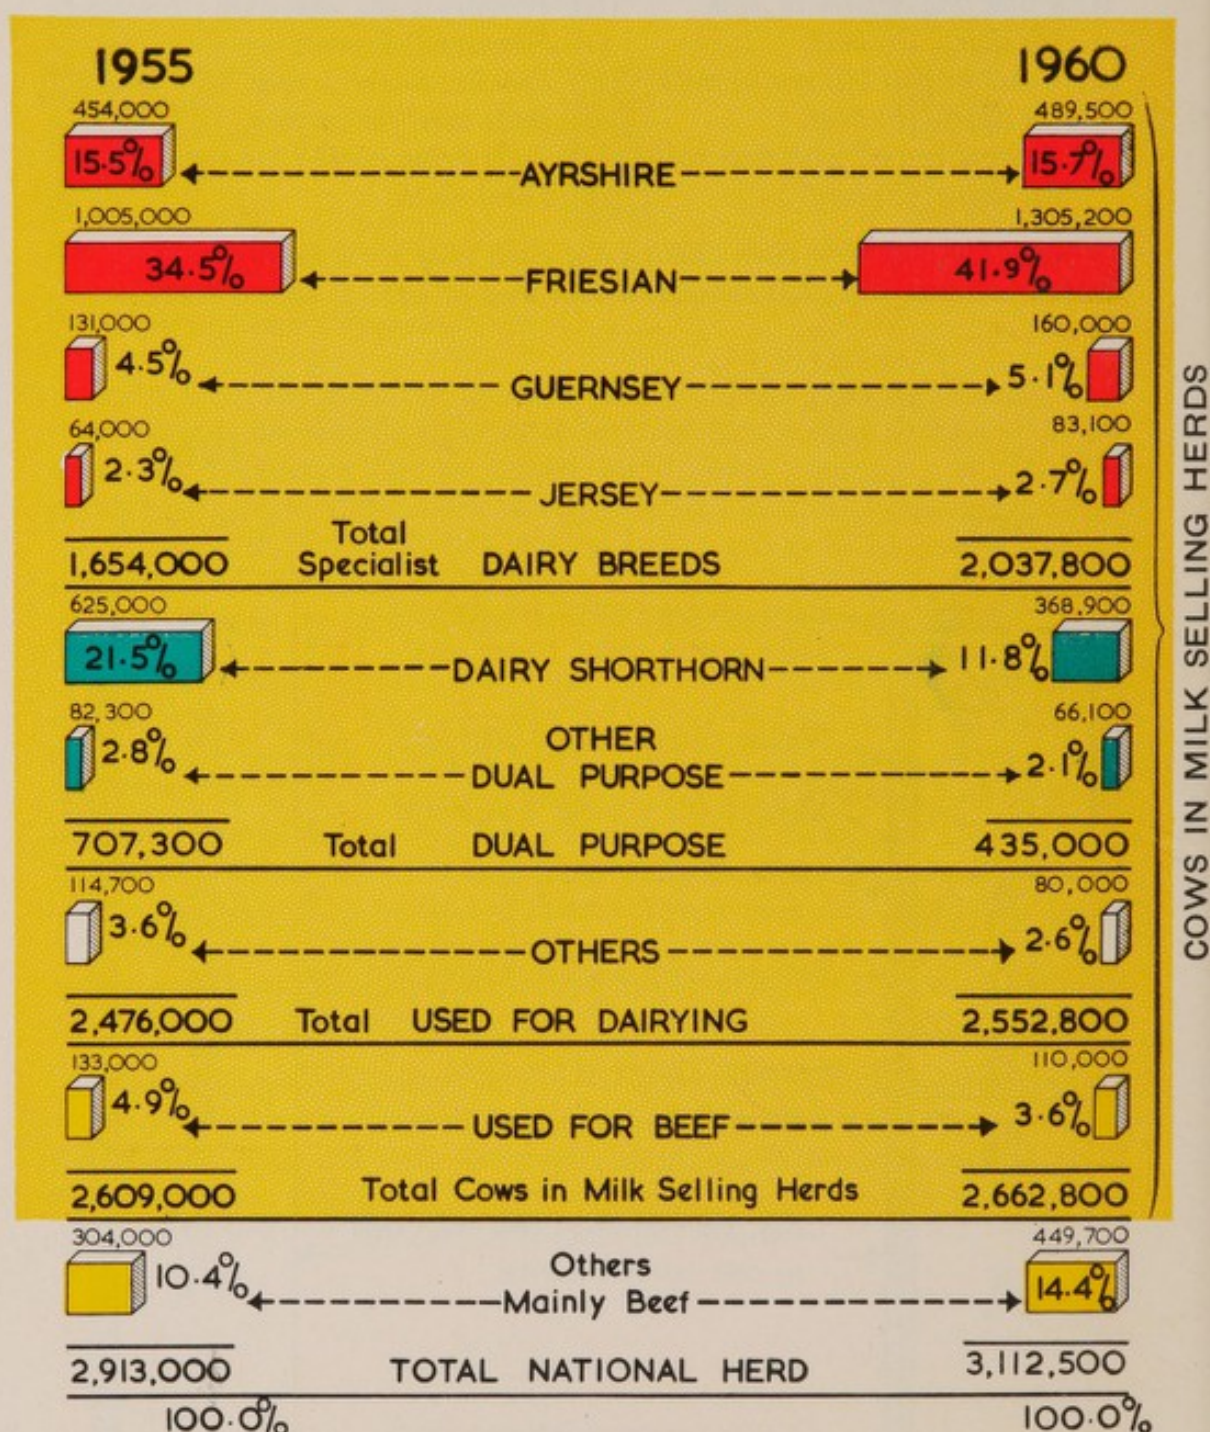 1955 1960
454,000 489,500
15.5% AYRSHIRE 15.7%
1,005,000 1,305,200
34.5% FRIESIAN 41.9%
131,000 160,000
4.5% GUERNSEY 5.1%
64,000 83,100
2.3% JERSEY 2.7%
Total
1,654,000 Specialist DAIRY BREEDS 2,037,800
625,000 368,900
21.5% DAIRY SHORTHORN 11.8%
82,300 66,100
OTHER
2.8% DUAL PURPOSE 2.1%
707,300 Total DUAL PURPOSE 435,000
114,700 80,000
3.6% OTHERS 2.6%
2,476,000 Total USED FOR DAIRYING 2,552,800
133,000 110,000
4.9% USED FOR BEEF 3.6%
2,609,000 Total Cows in Milk Selling Herds 2,662,800
304,000 449,700
Others
10.4% Mainly Beef 14.4%
2,913,000 TOTAL NATIONAL HERD 3,112,500
100.0% 100.0%
COWS IN MILK SELLING HERDS